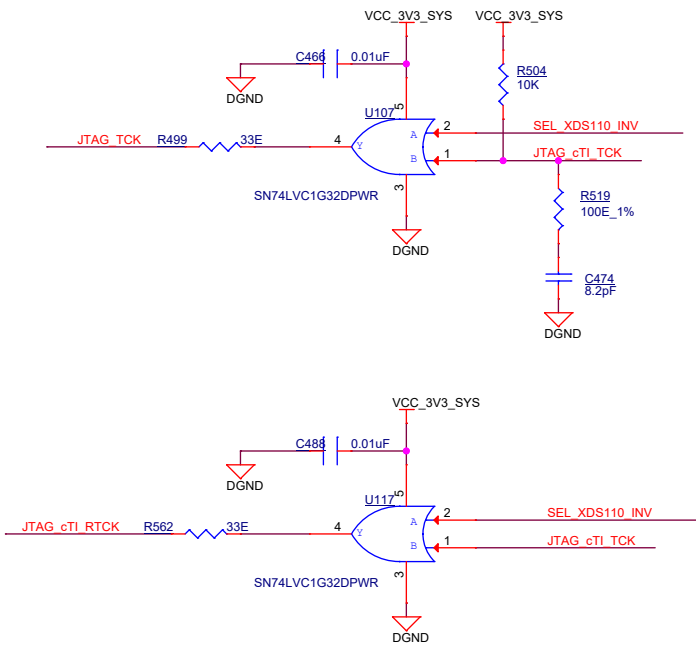 VCC_3V3_SYS
VCC_3V3_SYS
C466
0.01uF
R504
10K
DGND
U107
5
A
2
SEL_XDS110_INV
JTAG_TCK
R499
33E
4
Y
B
1
JTAG_cTI_TCK
3
SN74LVC1G32DPWR
R519
100E_1%
DGND
C474
8.2pF
DGND
VCC_3V3_SYS
C488
0.01uF
DGND
U117
5
A
2
SEL_XDS110_INV
JTAG_cTI_RTCK
R562
33E
4
Y
B
1
JTAG_cTI_TCK
3
SN74LVC1G32DPWR
DGND